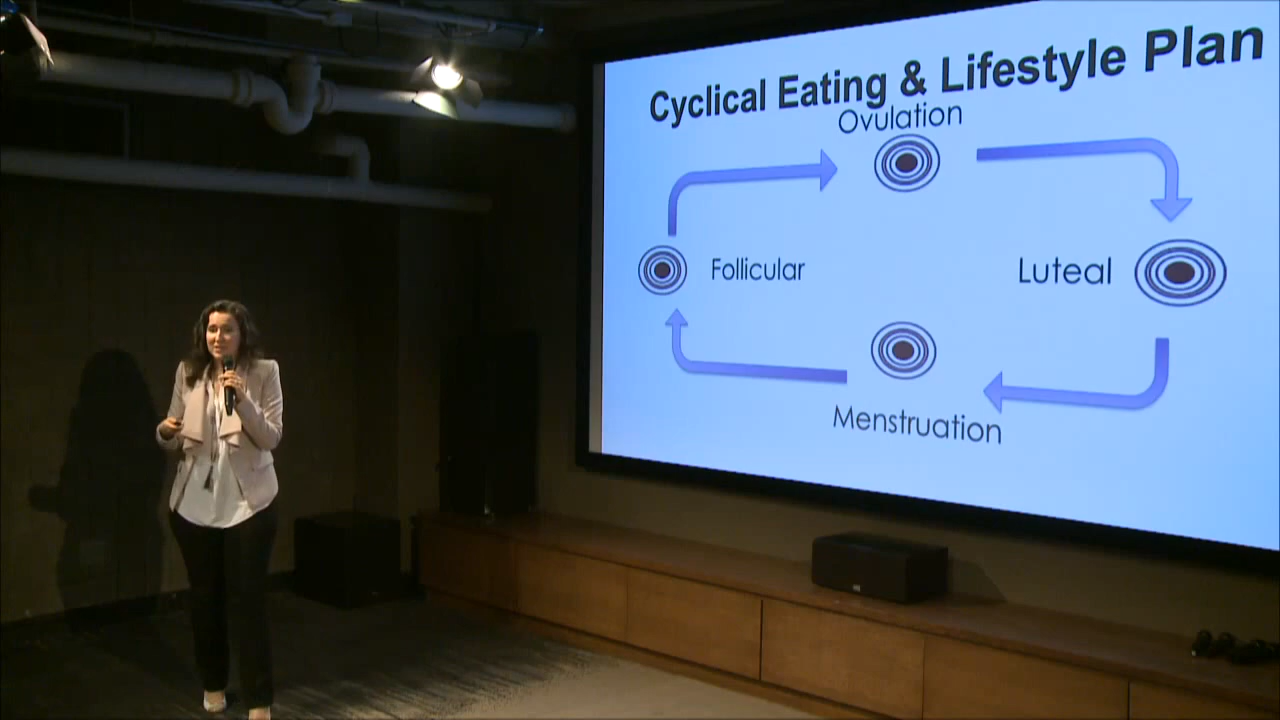 Cyclical Eating & Lifestyle Plan
Ovulation
Follicular
Luteal
Menstruation